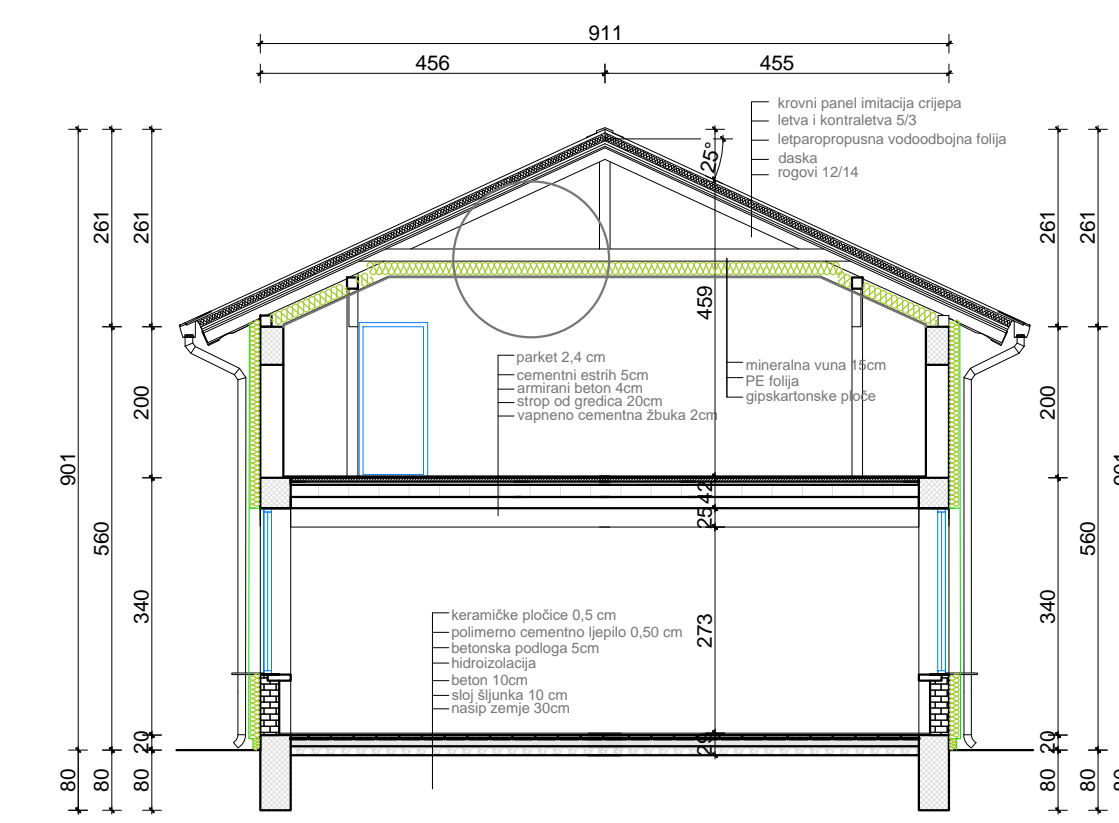 911
456
455
krovni panel imitacija crijepa
letva i kontraletva 5/3
letparopropusna vodoodbojna folija
daska
rogovi 12/14
25°
261
261
261
261
459
parket 2,4 cm
cementni estrih 5cm
armirani beton 4cm
strop od gredica 20cm
vapneno cementna žbuka 2cm
mineralna vuna 15cm
PE folija
gipskartonske ploče
200
200
901
560
42
25
560
340
273
340
keramičke pločice 0,5 cm
polimerno cementno ljepilo 0,50 cm
betonska podloga 5cm
hidroizolacija
beton 10cm
sloj šljunka 10 cm
nasip zemje 30cm
20
29
20
80
80
80
80
80